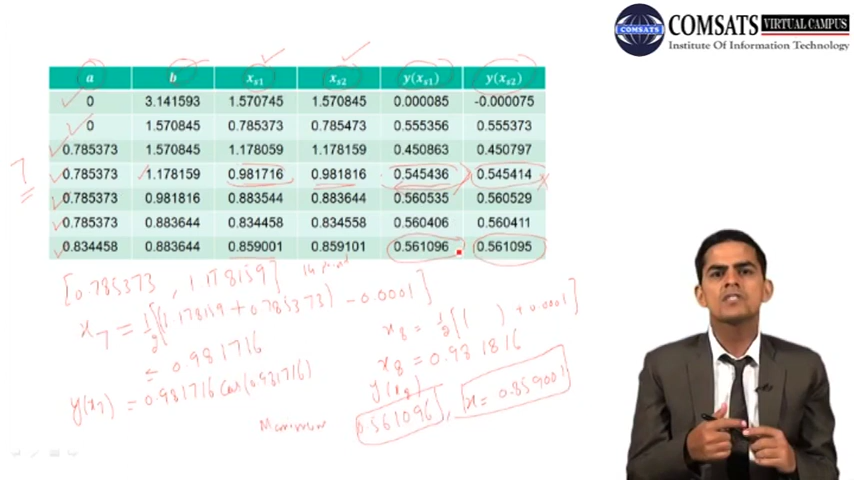 COMSATS VIRTUAL CAMPUS
Institute Of Information Technology
a b xs1 xs2 y(xs1) y(xs2)
0 3.141593 1.570745 1.570845 0.000085 -0.000075
0 1.570845 0.785373 0.785473 0.555356 0.555373
0.785373 1.570845 1.178059 1.178159 0.450863 0.450797
7
0.785373 1.178159 0.981716 0.981816 0.545436 0.545414
0.785373 0.981816 0.883544 0.883644 0.560535 0.560529
0.785373 0.883644 0.834458 0.834558 0.560406 0.560411
0.834458 0.883644 0.859001 0.859101 0.561096 0.561095
[0.785373, 1.178159]
x7 = 1/2[(1.178159 + 0.785373) - 0.0001]
= 0.981716
y(x7) = 0.981716 cos(0.981716)
x8 = 1/2[( ) + 0.0001]
x8 = 0.981816
y(x8)
0.561096, x = 0.859001